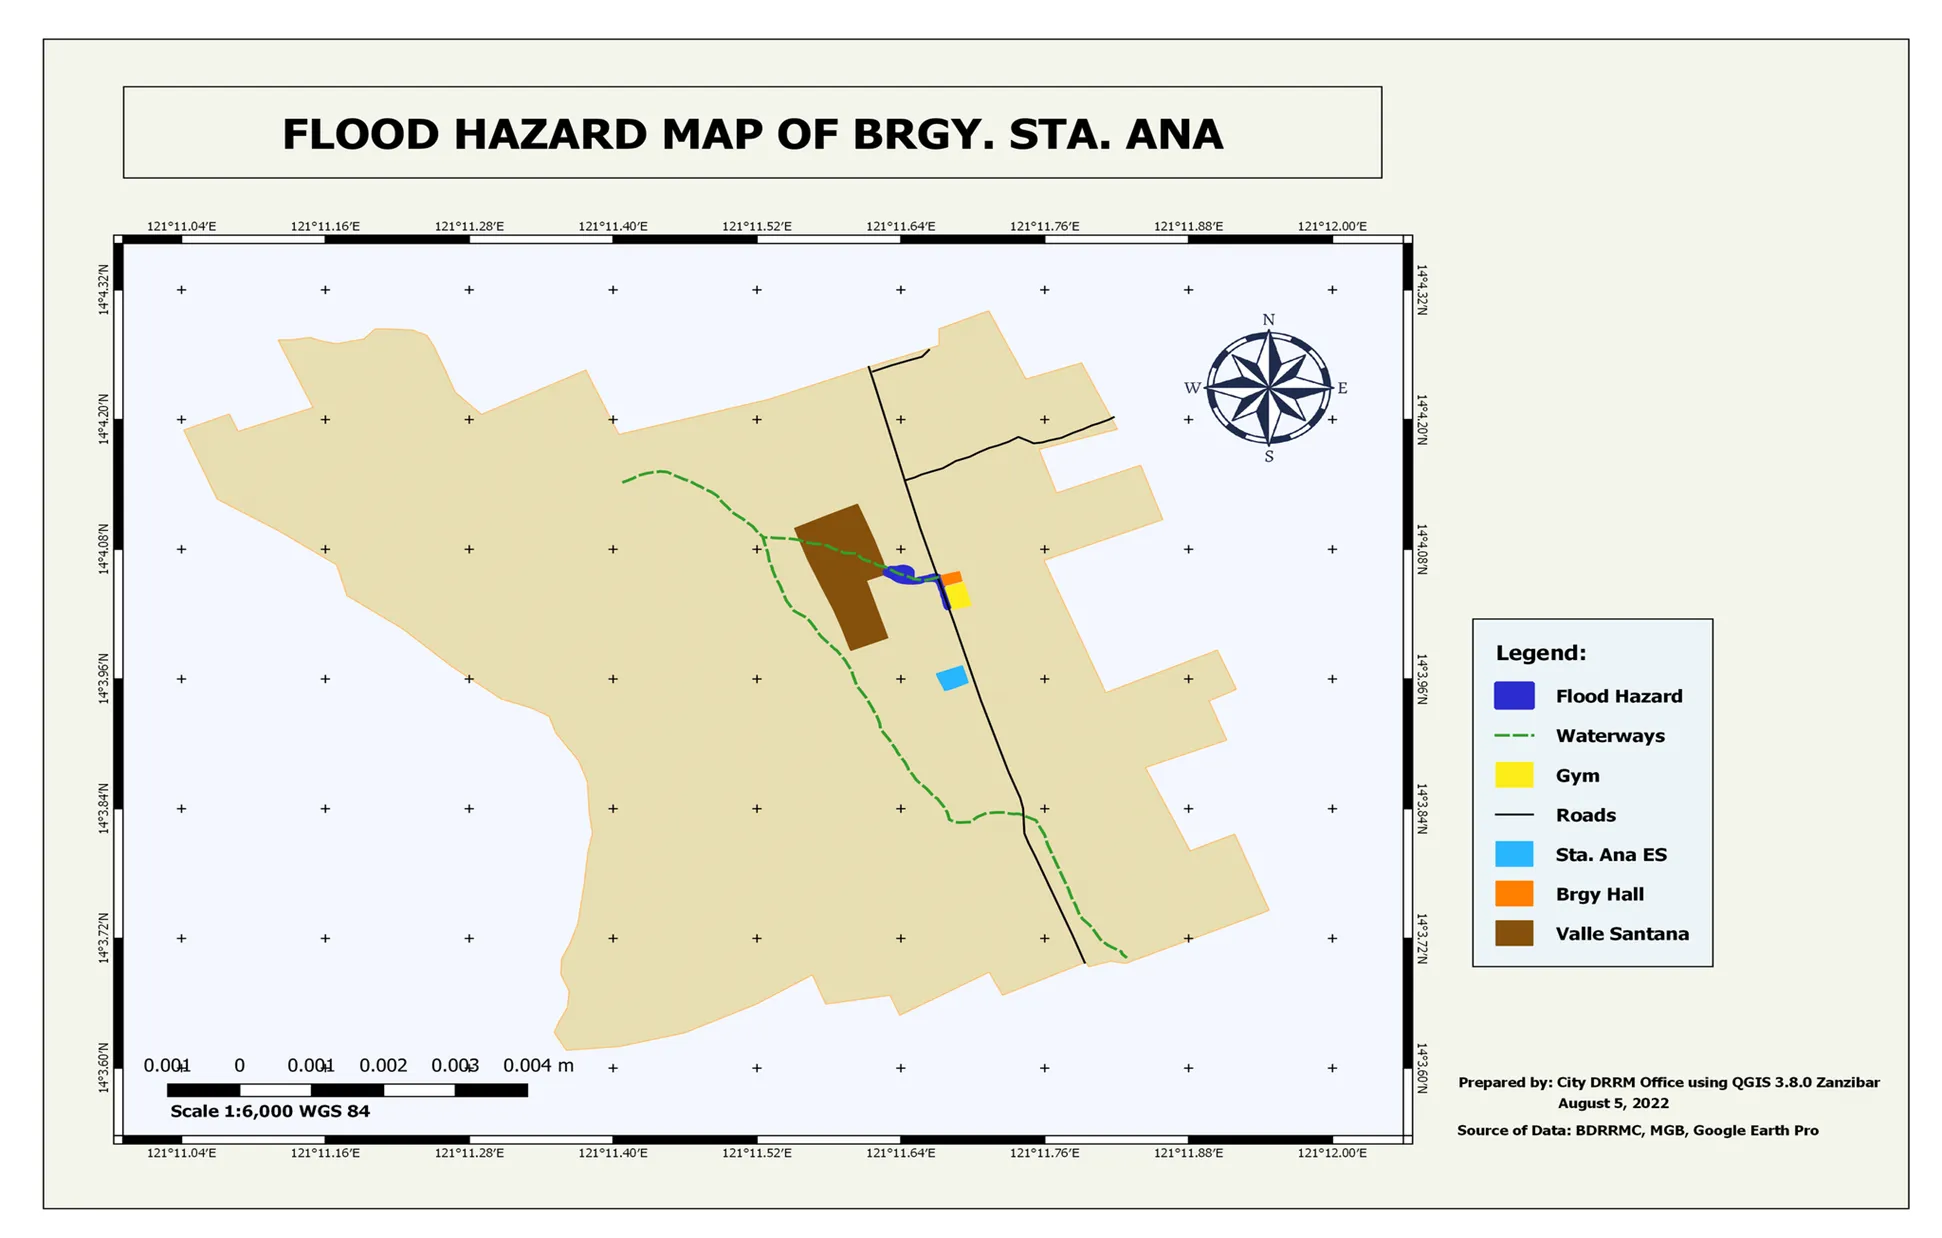 FLOOD HAZARD MAP OF BRGY. STA. ANA
121°11.04′E 121°11.16′E 121°11.28′E 121°11.40′E 121°11.52′E 121°11.64′E 121°11.76′E 121°11.88′E 121°12.00′E
14°4.32′N 14°4.32′N
N
W E
S
14°4.20′N 14°4.20′N
14°4.08′N 14°4.08′N
14°3.96′N 14°3.96′N
14°3.84′N 14°3.84′N
14°3.72′N 14°3.72′N
14°3.60′N 14°3.60′N
Legend:
Flood Hazard
Waterways
Gym
Roads
Sta. Ana ES
Brgy Hall
Valle Santana
0.001 0 0.001 0.002 0.003 0.004 m
Scale 1:6,000 WGS 84
121°11.04′E 121°11.16′E 121°11.28′E 121°11.40′E 121°11.52′E 121°11.64′E 121°11.76′E 121°11.88′E 121°12.00′E
Prepared by: City DRRM Office using QGIS 3.8.0 Zanzibar
August 5, 2022
Source of Data: BDRRMC, MGB, Google Earth Pro